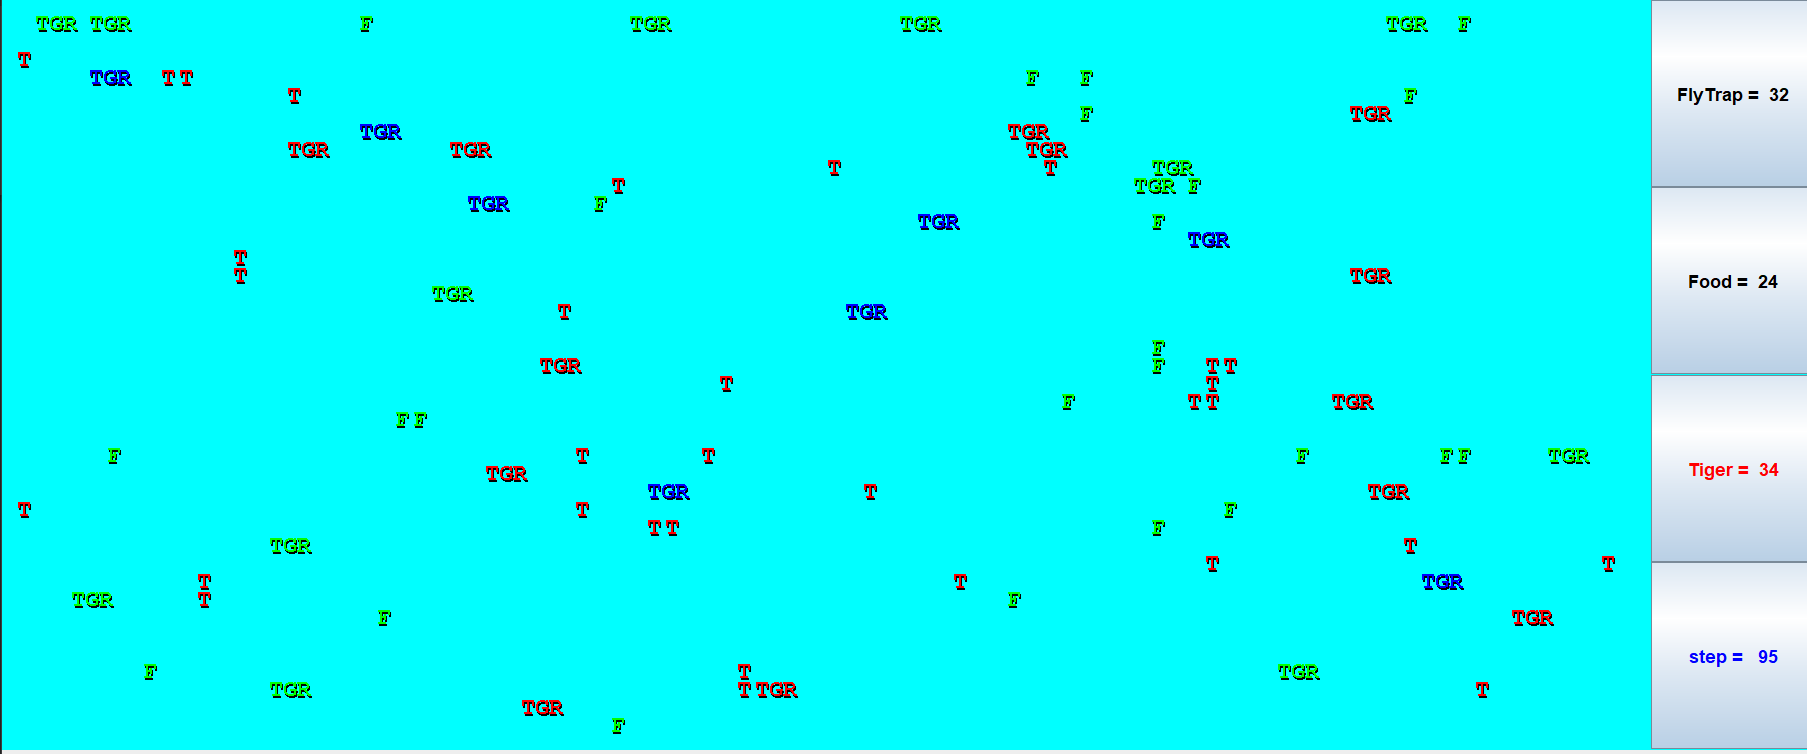 TGR TGR F TGR TGR TGR F
T
TGR T T F F
T F
F TGR FlyTrap = 32
TGR TGR
TGR TGR TGR
T T TGR
T TGR F
TGR F
TGR F
TGR
T
T TGR
TGR Food = 24
T TGR
F
TGR F T T
T T
F T T TGR
F F
F T T F F F TGR
TGR Tiger = 34
TGR T TGR
T T F
T T F
TGR T
T T
T T TGR
TGR T F
F TGR
step = 95
F T TGR
TGR T TGR T
TGR
F